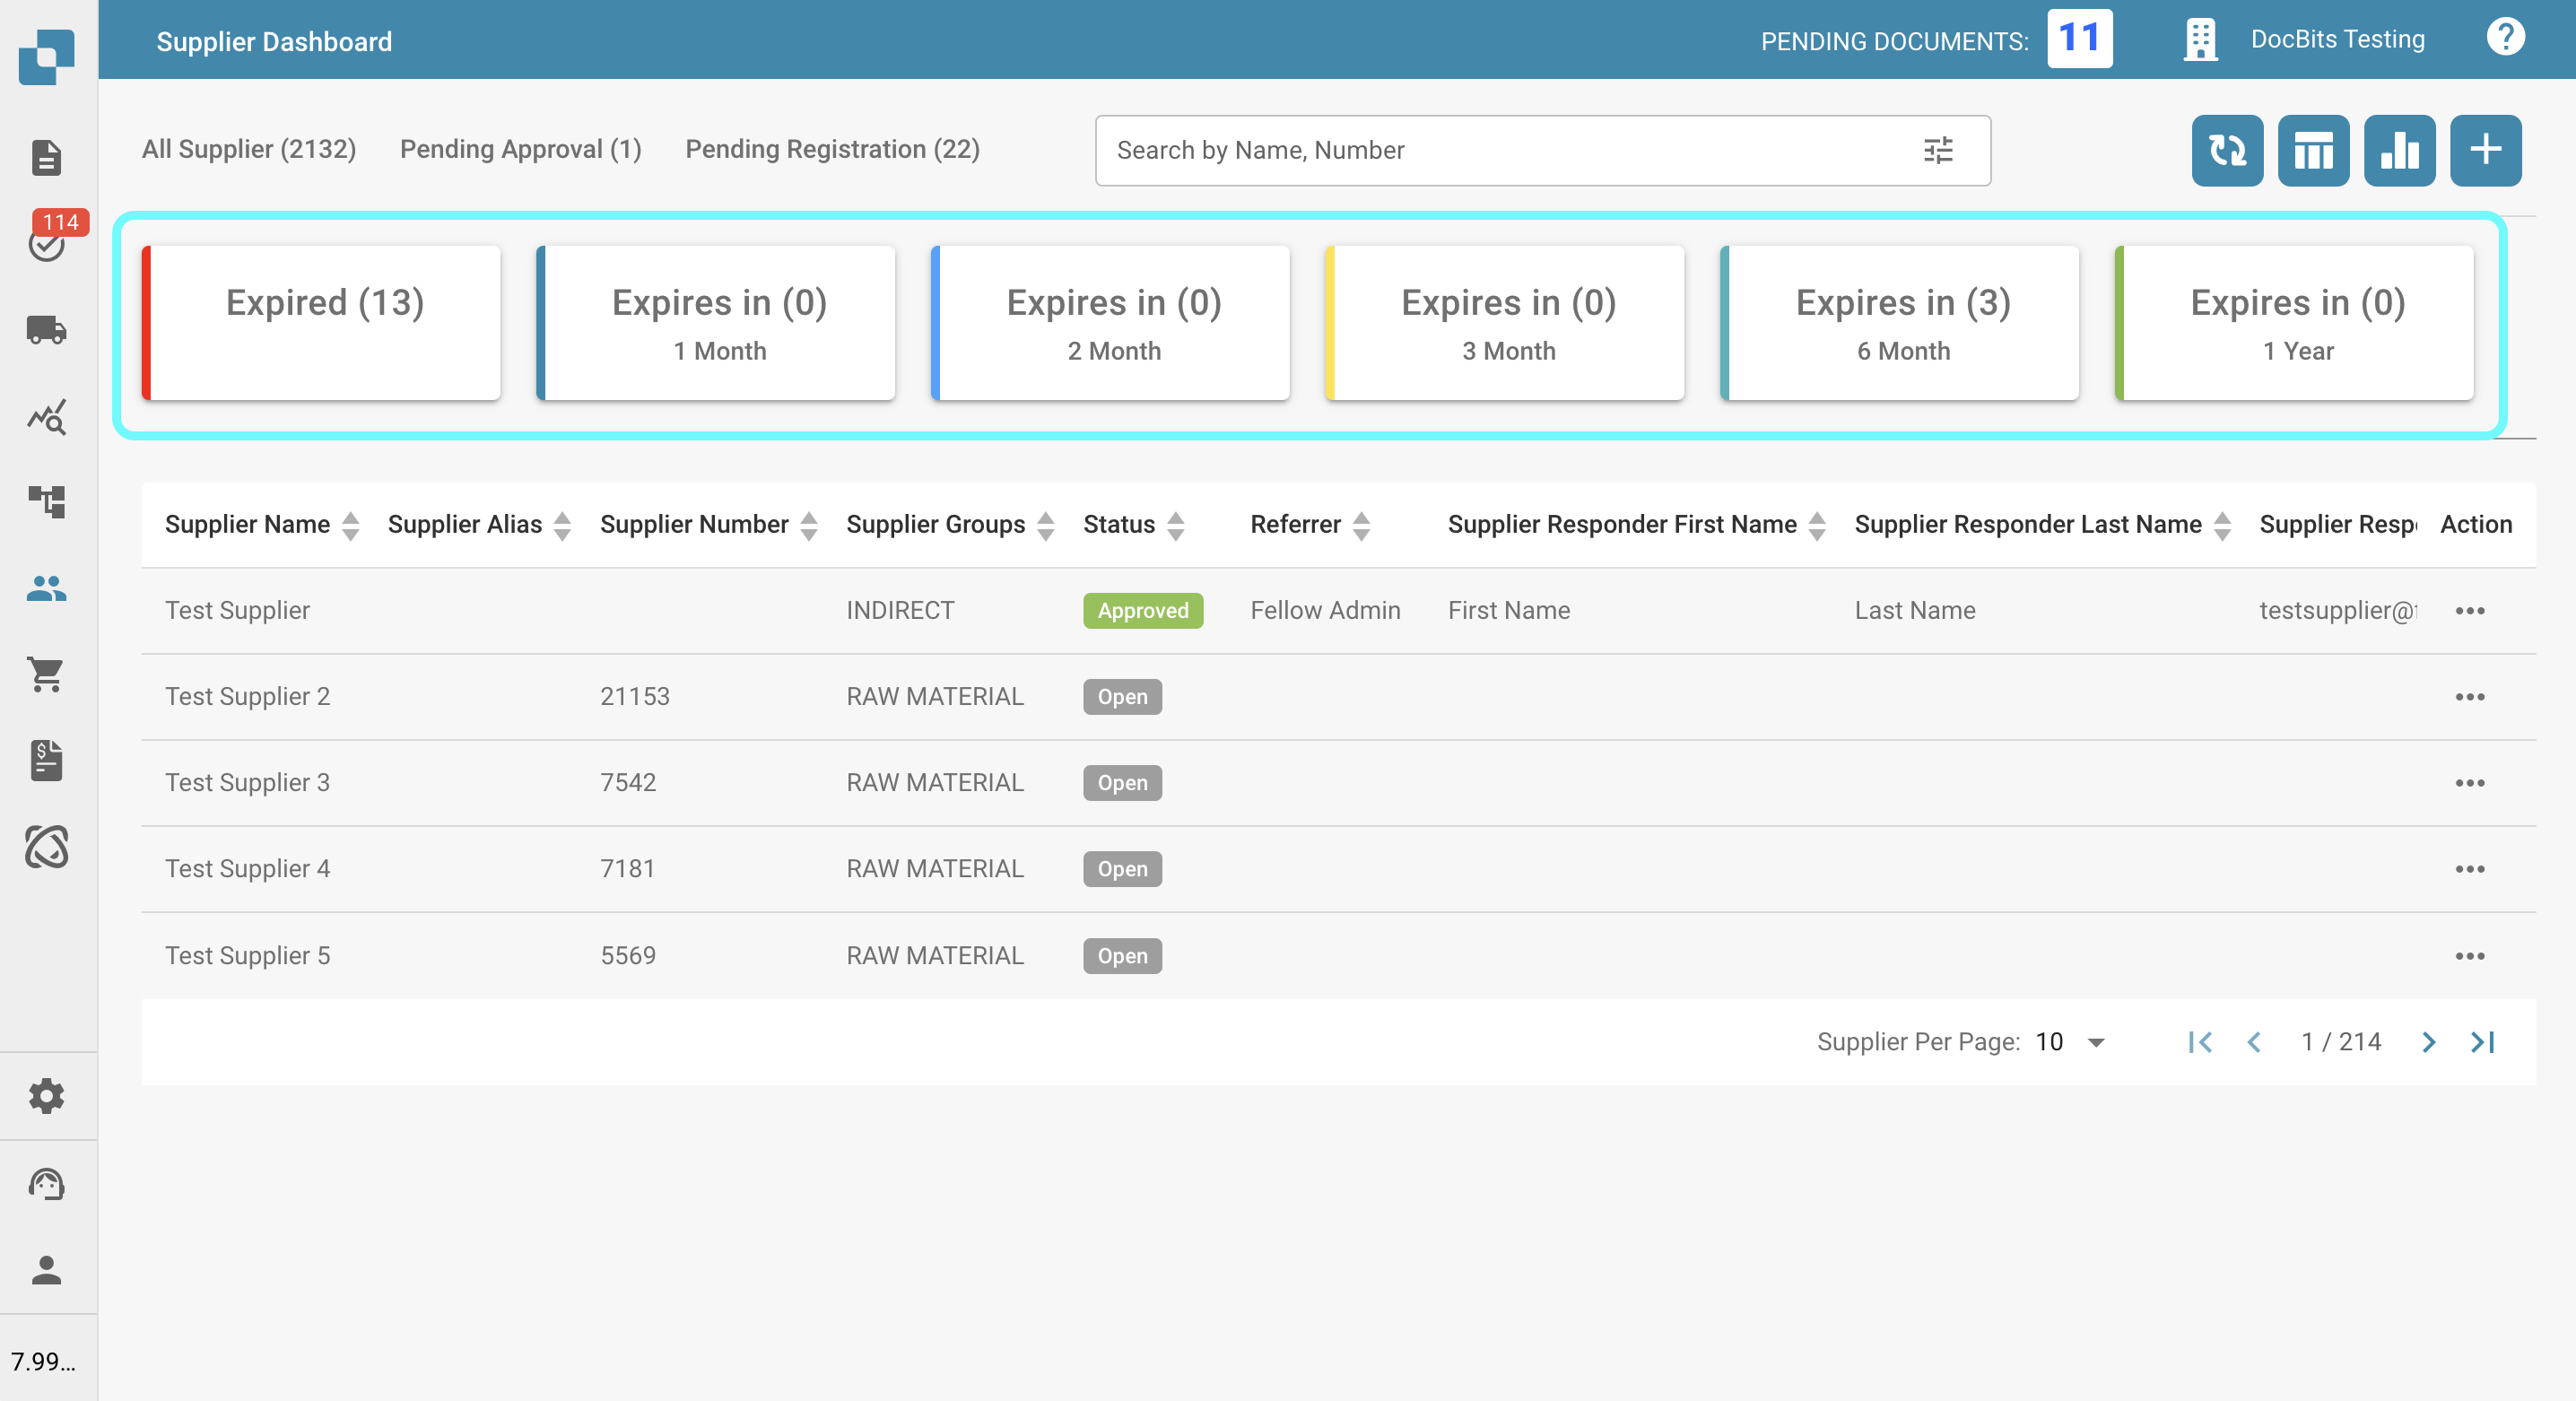 Supplier Dashboard
PENDING DOCUMENTS: 11
DocBits Testing
?
114
All Supplier (2132) Pending Approval (1) Pending Registration (22)
Search by Name, Number
Expired (13)
Expires in (0)
1 Month
Expires in (0)
2 Month
Expires in (0)
3 Month
Expires in (3)
6 Month
Expires in (0)
1 Year
Supplier Name Supplier Alias Supplier Number Supplier Groups Status Referrer Supplier Responder First Name Supplier Responder Last Name Supplier Resp Action
Test Supplier INDIRECT Approved Fellow Admin First Name Last Name testsupplier@ •••
Test Supplier 2 21153 RAW MATERIAL Open •••
Test Supplier 3 7542 RAW MATERIAL Open •••
Test Supplier 4 7181 RAW MATERIAL Open •••
Test Supplier 5 5569 RAW MATERIAL Open •••
Supplier Per Page: 10 1 / 214
7.99...